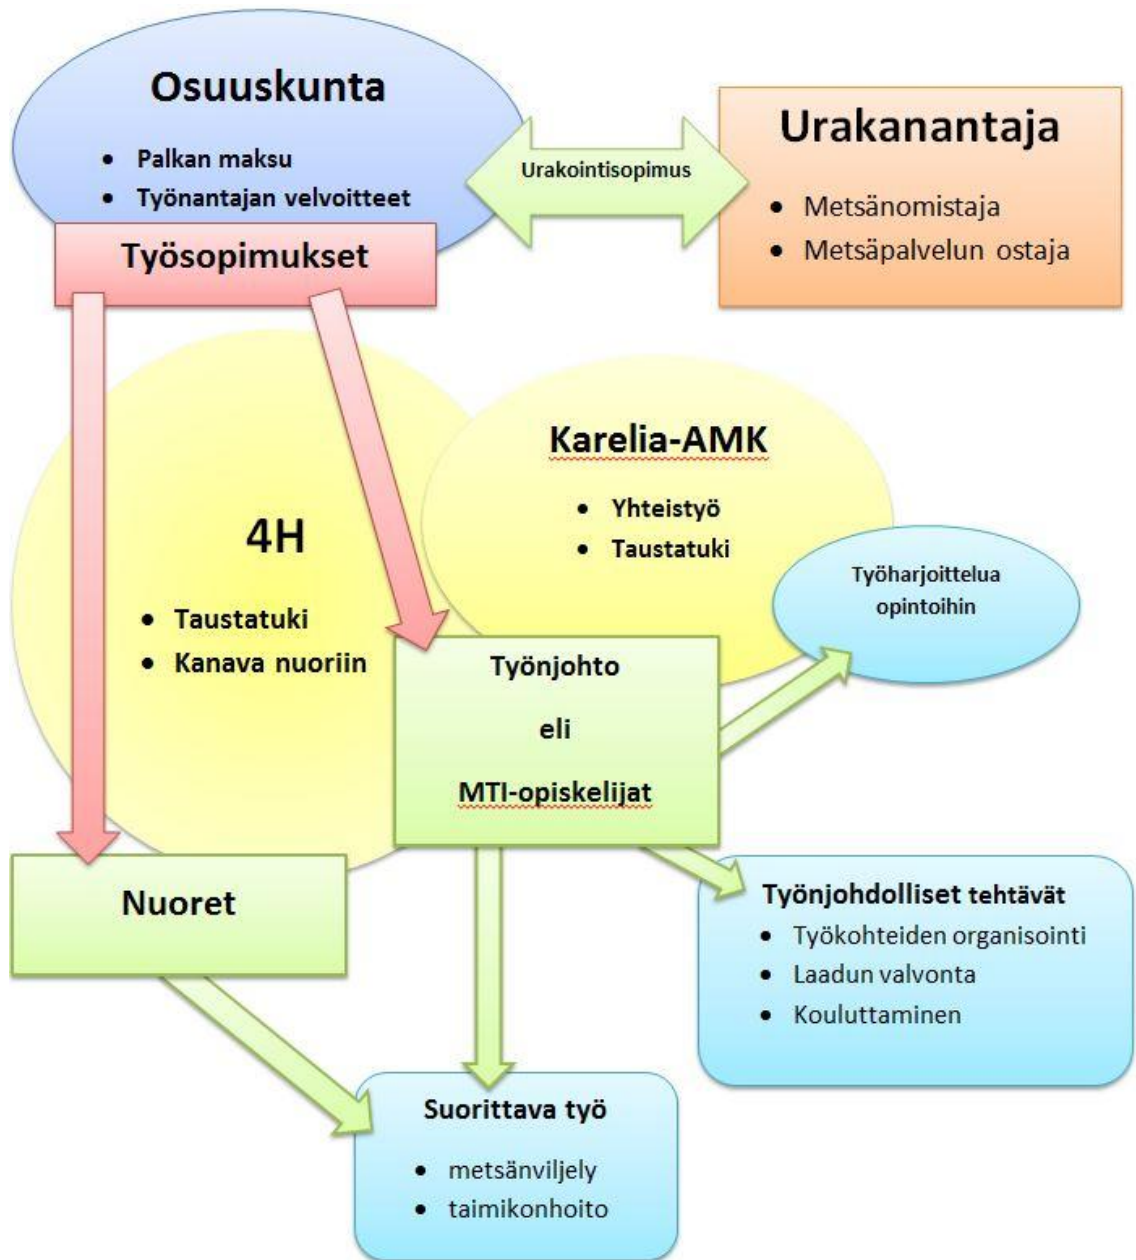 Osuuskunta
• Palkan maksu
• Työnantajan velvoitteet
Työsopimukset
Urakointisopimus
Urakanantaja
• Metsänomistaja
• Metsäpalvelun ostaja
4H
• Taustatuki
• Kanava nuoriin
Karelia-AMK
• Yhteistyö
• Taustatuki
Työharjoittelua
opintoihin
Työnjohto
eli
MTI-opiskelijat
Nuoret
Työnjohdolliset tehtävät
• Työkohteiden organisointi
• Laadun valvonta
• Kouluttaminen
Suorittava työ
• metsänviljely
• taimikonhoito